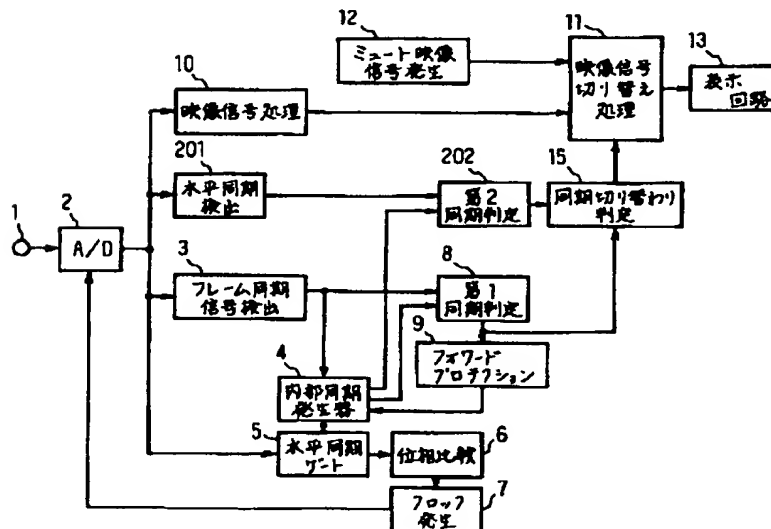 12
ミュート映像
信号発生
11
映像信号
切り替え
処理
13
表示
回路
10
映像信号処理
201
水平同期
検出
202
第2
同期判定
15
同期切り替わり
判定
1
2
A/D
3
フレーム同期
信号検出
8
第1
同期判定
9
フォワード
プロテクション
4
内部同期
発生器
5
水平同期
ゲート
6
位相比較
7
クロック
発生